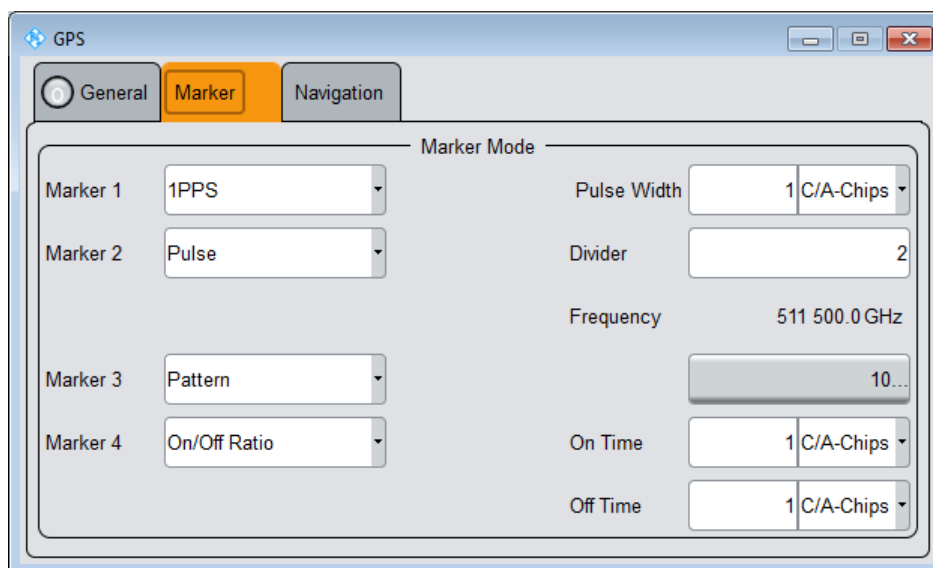 GPS
General Marker Navigation
Marker Mode
Marker 1 1PPS Pulse Width 1 C/A-Chips
Marker 2 Pulse Divider 2
Frequency 511 500.0 GHz
Marker 3 Pattern 10...
Marker 4 On/Off Ratio On Time 1 C/A-Chips
Off Time 1 C/A-Chips